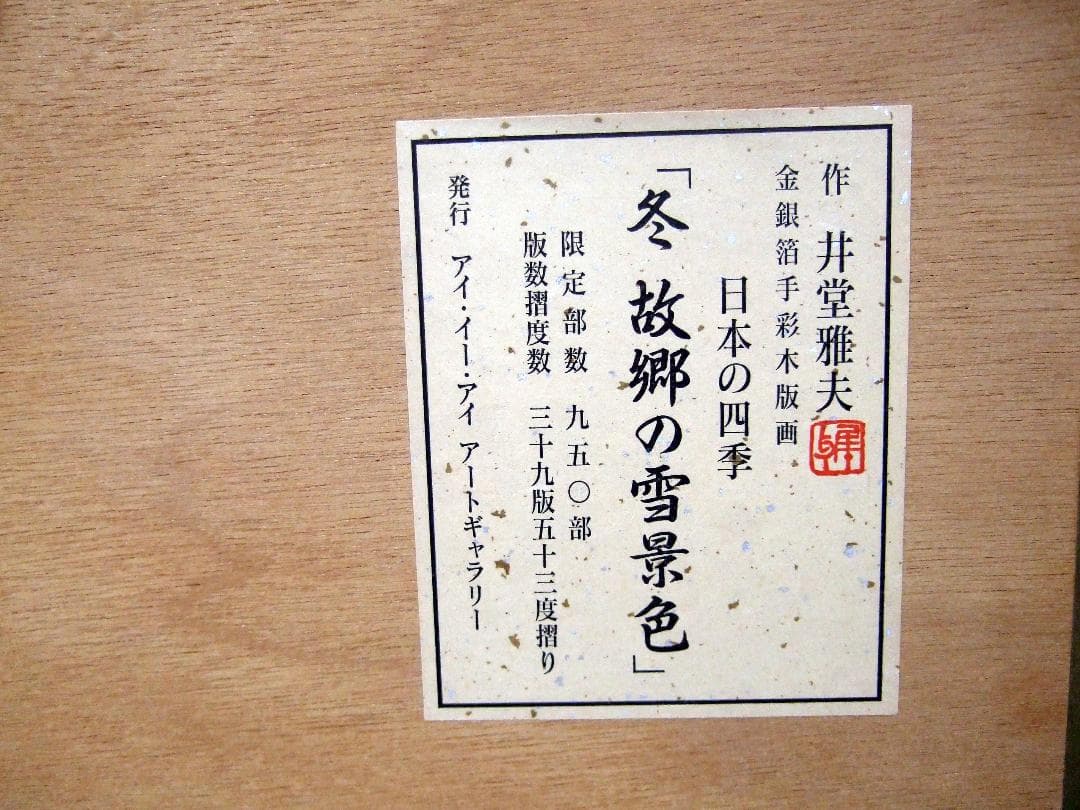 作 井堂雅夫
金銀箔手彩木版画
日本の四季
「冬 故郷の雪景色」
限定部数 九五〇部
版数摺度数 三十九版五十三度摺り
発行 アイ・イー・アイ アートギャラリー